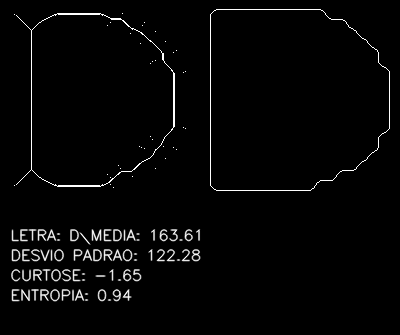 LETRA: D\MEDIA: 163.61
DESVIO PADRAO: 122.28
CURTOSE: -1.65
ENTROPIA: 0.94